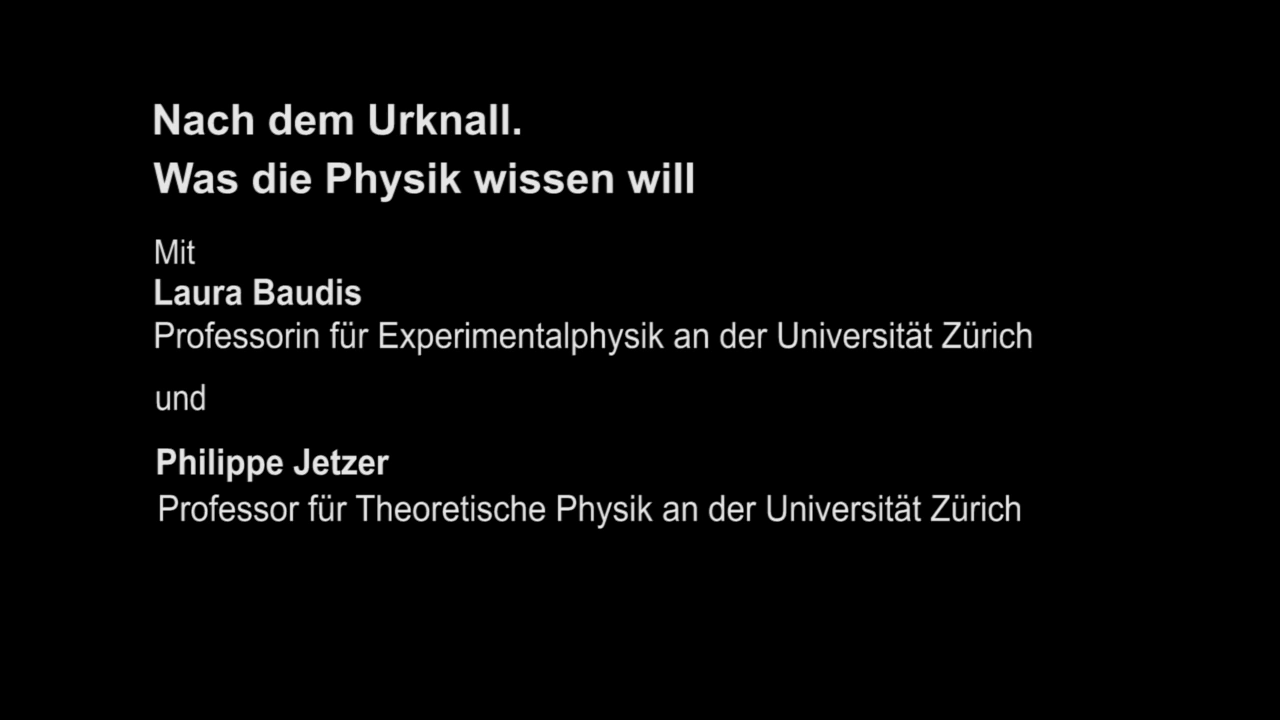 Nach dem Urknall.
Was die Physik wissen will
Mit
Laura Baudis
Professorin für Experimentalphysik an der Universität Zürich
und
Philippe Jetzer
Professor für Theoretische Physik an der Universität Zürich